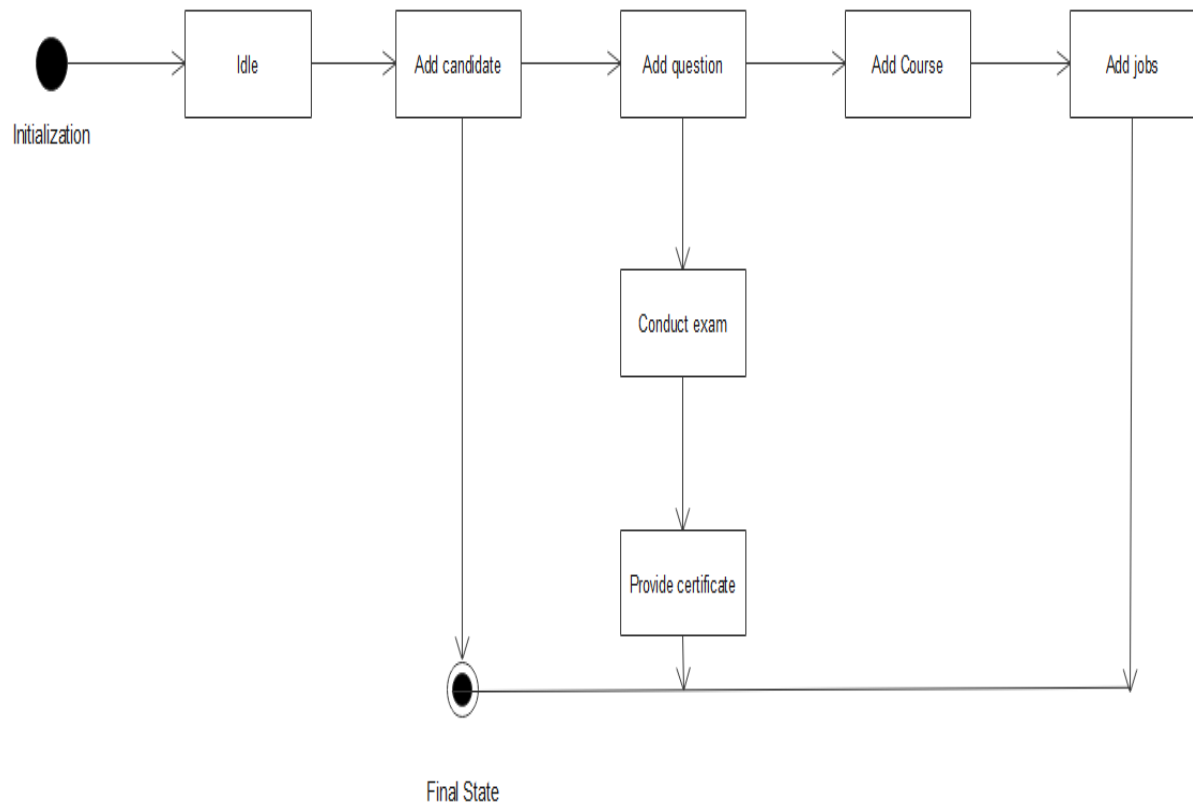 Idle
Add candidate
Add question
Add Course
Add jobs
Initialization
Conduct exam
Provide certificate
Final State